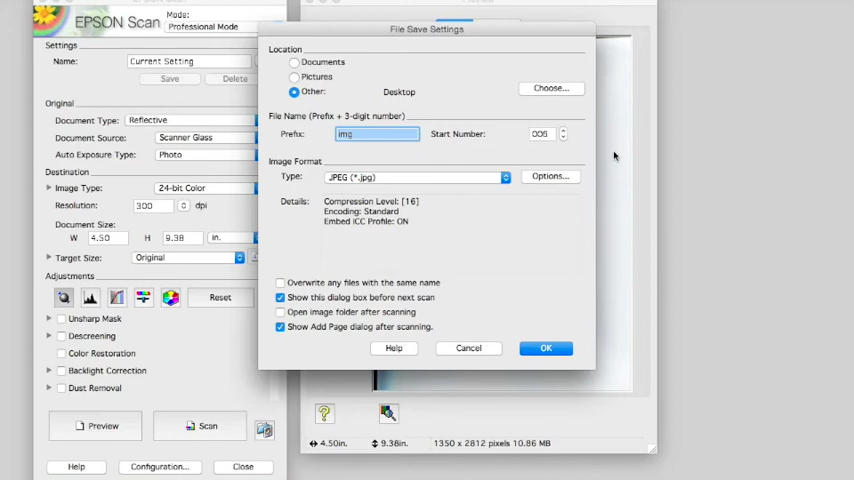 EPSON Scan
Mode:
Professional Mode
Settings
Name:
Current Setting
Save
Delete
Original
Document Type:
Reflective
Document Source:
Scanner Glass
Auto Exposure Type:
Photo
Destination
Image Type:
24-bit Color
Resolution:
300
dpi
Document Size:
W
4.50
H
9.38
in.
Target Size:
Original
Adjustments
Reset
Unsharp Mask
Descreening
Color Restoration
Backlight Correction
Dust Removal
Preview
Scan
Help
Configuration...
Close
File Save Settings
Location
Documents
Pictures
Other:
Desktop
Choose...
File Name (Prefix + 3-digit number)
Prefix:
img
Start Number:
006
Image Format
Type:
JPEG (*.jpg)
Options...
Details:
Compression Level: [16]
Encoding: Standard
Embed ICC Profile: ON
Overwrite any files with the same name
Show this dialog box before next scan
Open image folder after scanning
Show Add Page dialog after scanning.
Help
Cancel
OK
4.50in.
9.38in.
1350 x 2812 pixels 10.86 MB